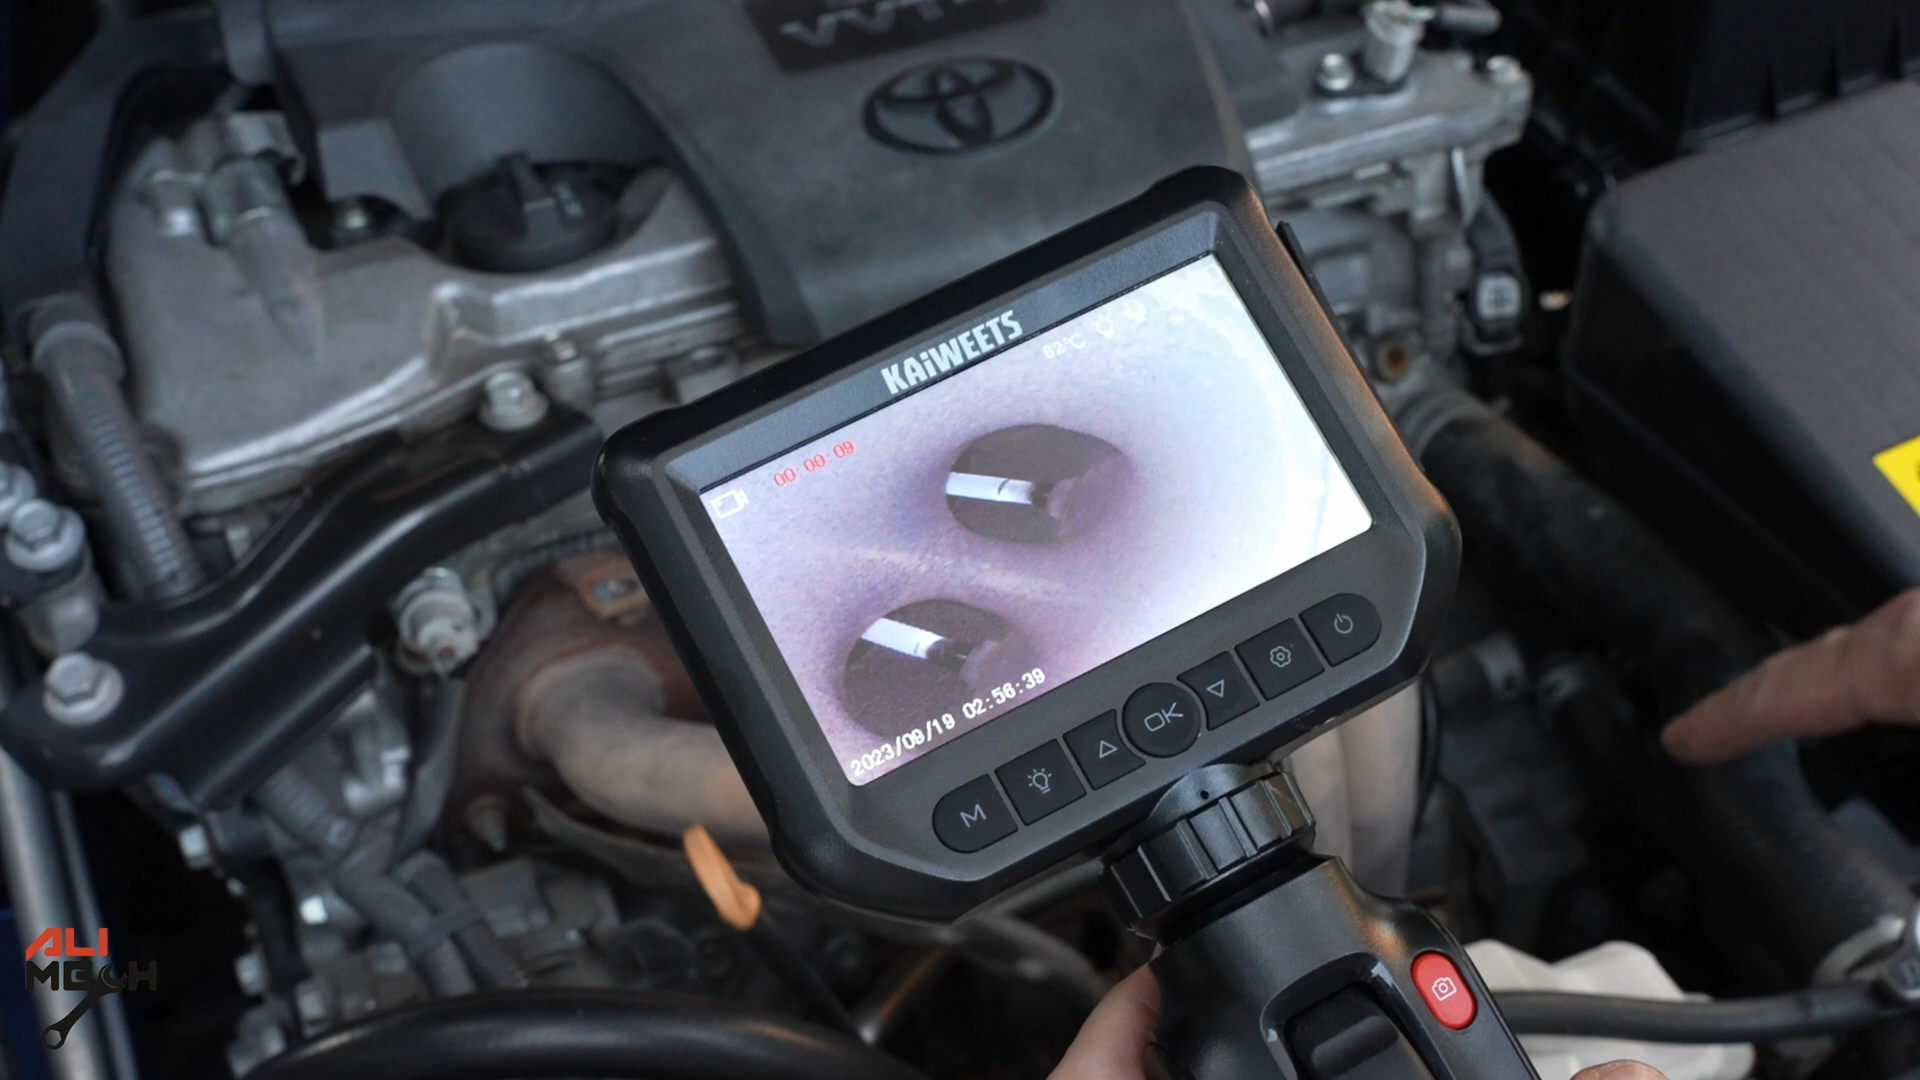 VVT-i
KAiWEETS
62°C
00:00:09
2023/09/19 02:56:39
M
OK
ALI
MECH